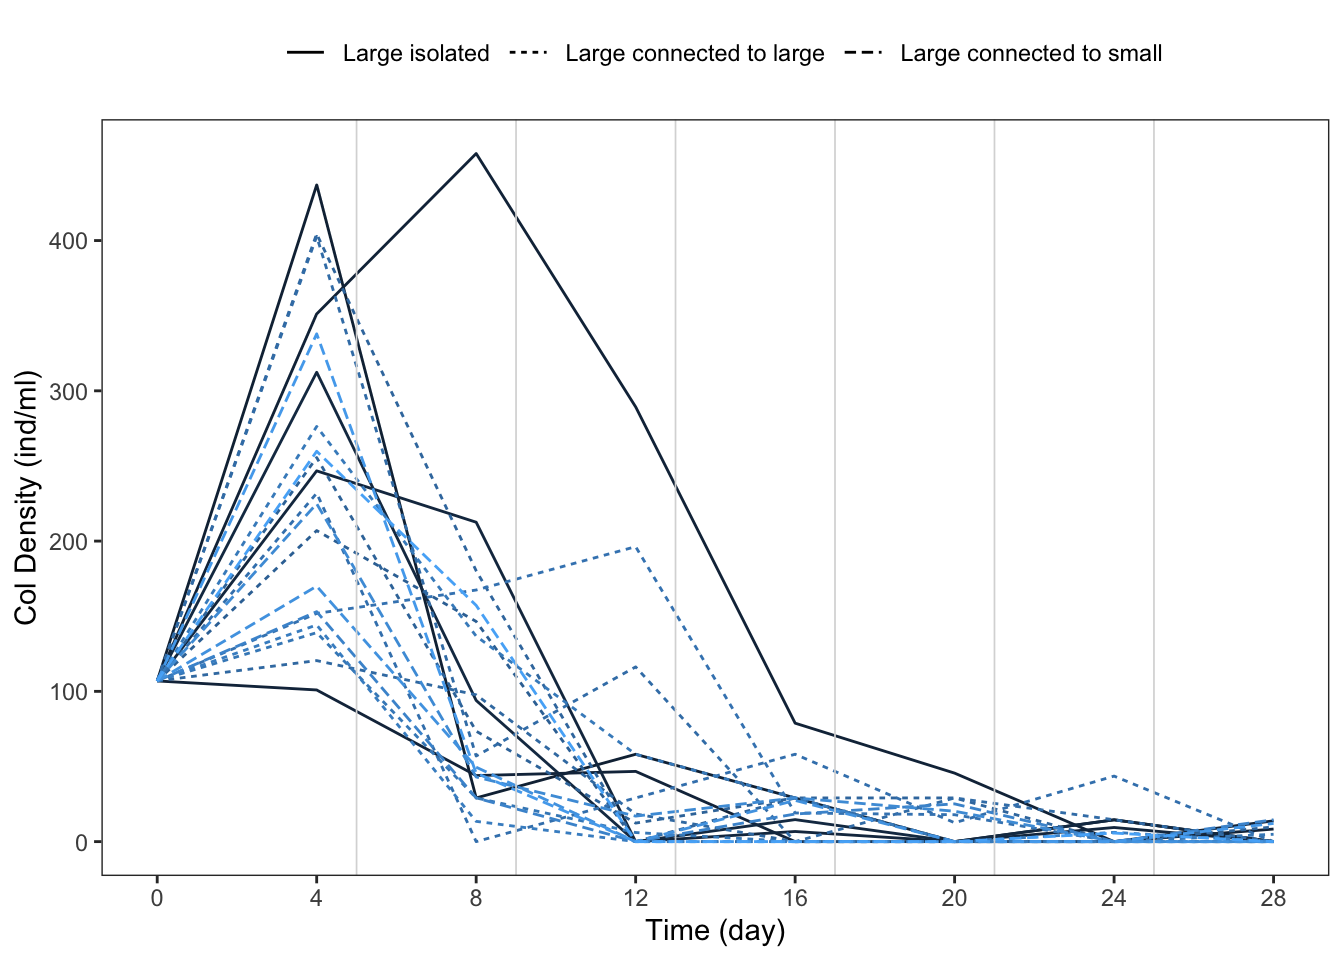 Large isolated Large connected to large Large connected to small
Col Density (ind/ml)
400
300
200
100
0
0 4 8 12 16 20 24 28
Time (day)